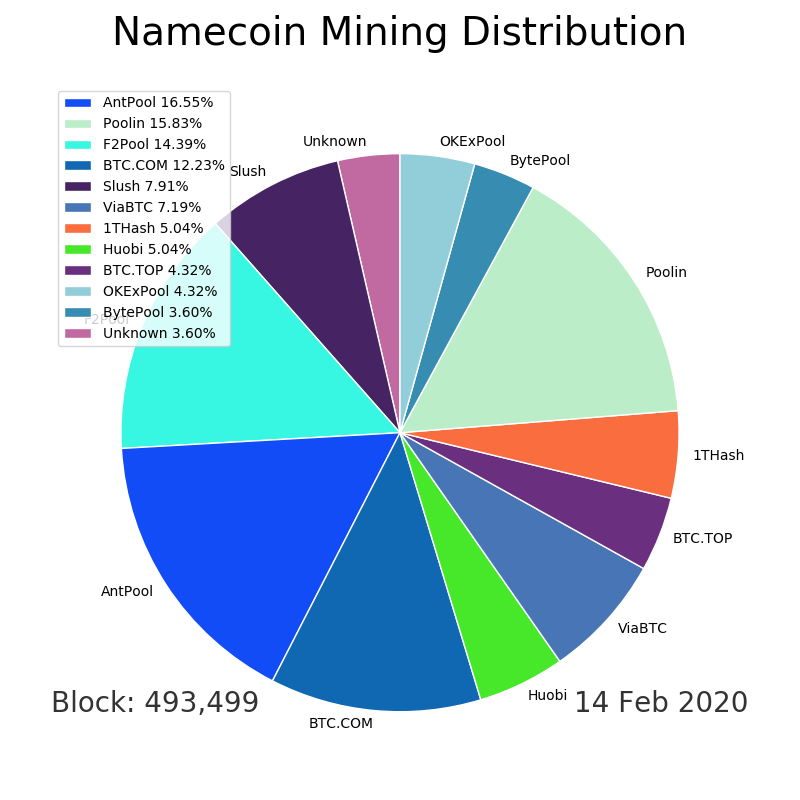 Namecoin Mining Distribution
AntPool 16.55%
Poolin 15.83%
F2Pool 14.39%
BTC.COM 12.23%
Slush 7.91%
ViaBTC 7.19%
1THash 5.04%
Huobi 5.04%
BTC.TOP 4.32%
OKExPool 4.32%
BytePool 3.60%
Unknown 3.60%
Unknown
OKExPool
BytePool
Slush
Poolin
F2Pool
1THash
BTC.TOP
AntPool
ViaBTC
Huobi
BTC.COM
Block: 493,499
14 Feb 2020